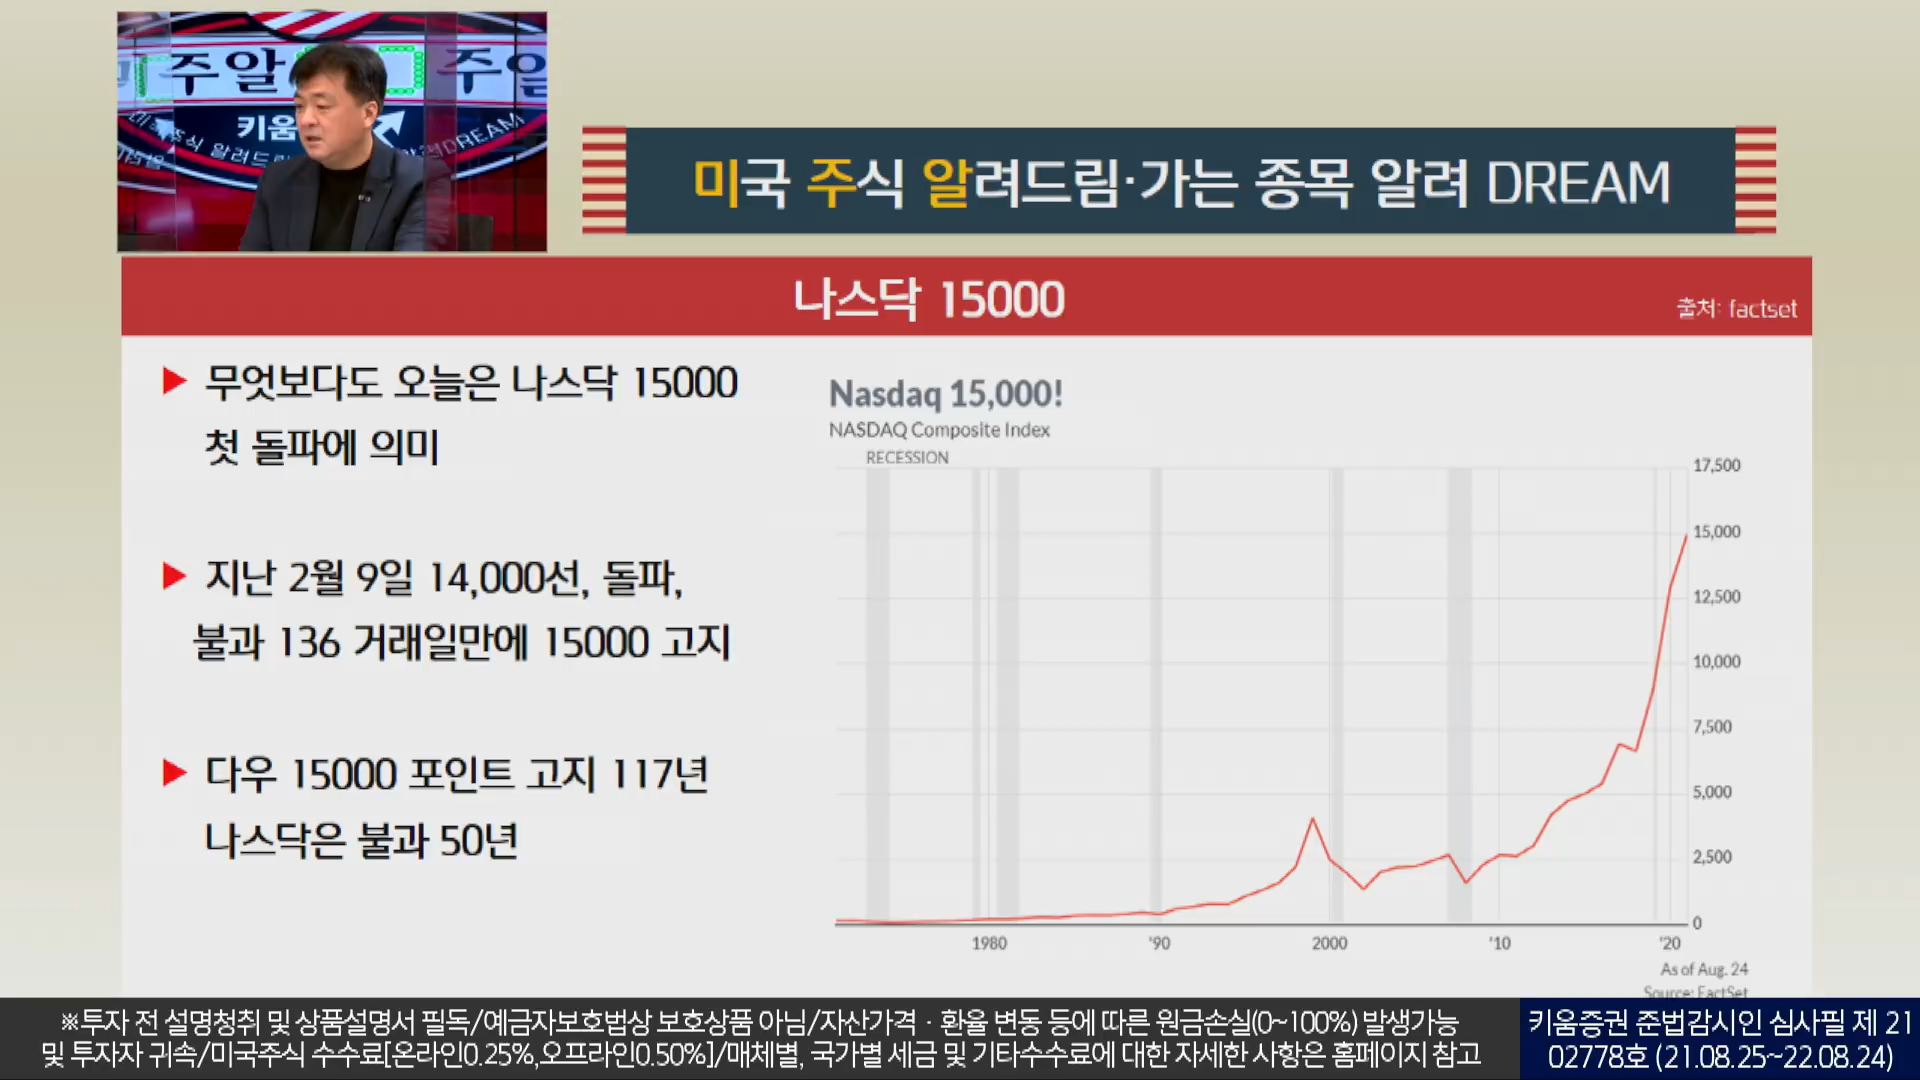 주알
주알
키움
DREAM
미국 주식 알려드림·가는 종목 알려 DREAM
나스닥 15000
출처: factset
▶ 무엇보다도 오늘은 나스닥 15000
첫 돌파에 의미
▶ 지난 2월 9일 14,000선, 돌파,
불과 136 거래일만에 15000 고지
▶ 다우 15000 포인트 고지 117년
나스닥은 불과 50년
Nasdaq 15,000!
NASDAQ Composite Index
RECESSION
17,500
15,000
12,500
10,000
7,500
5,000
2,500
0
1980 '90 2000 '10 '20
As of Aug. 24
Source: FactSet
※투자 전 설명청취 및 상품설명서 필독/예금자보호법상 보호상품 아님/자산가격·환율 변동 등에 따른 원금손실(0~100%) 발생가능
및 투자자 귀속/미국주식 수수료[온라인0.25%,오프라인0.50%]/매체별, 국가별 세금 및 기타수수료에 대한 자세한 사항은 홈페이지 참고
키움증권 준법감시인 심사필 제 21
02778호 (21.08.25~22.08.24)